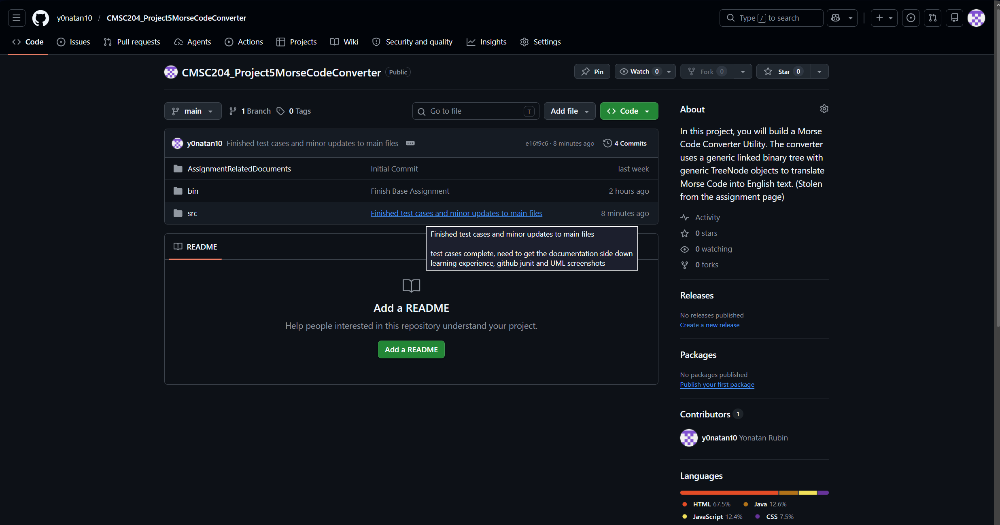 y0natan10 / CMSC204_Project5MorseCodeConverter
Type / to search
Code Issues Pull requests Agents Actions Projects Wiki Security and quality Insights Settings
CMSC204_Project5MorseCodeConverter Public
Pin Watch 0 Fork 0 Star 0
main 1 Branch 0 Tags Go to file T Add file Code
y0natan10 Finished test cases and minor updates to main files e16f9c6 · 8 minutes ago 4 Commits
AssignmentRelatedDocuments Initial Commit last week
bin Finish Base Assignment 2 hours ago
src Finished test cases and minor updates to main files 8 minutes ago
Finished test cases and minor updates to main files
test cases complete, need to get the documentation side down
learning experience, github junit and UML screenshots
README
Add a README
Help people interested in this repository understand your project.
Add a README
About
In this project, you will build a Morse
Code Converter Utility. The converter
uses a generic linked binary tree with
generic TreeNode objects to translate
Morse Code into English text. (Stolen
from the assignment page)
Activity
0 stars
0 watching
0 forks
Releases
No releases published
Create a new release
Packages
No packages published
Publish your first package
Contributors 1
y0natan10 Yonatan Rubin
Languages
HTML 67.5% Java 12.6%
JavaScript 12.4% CSS 7.5%